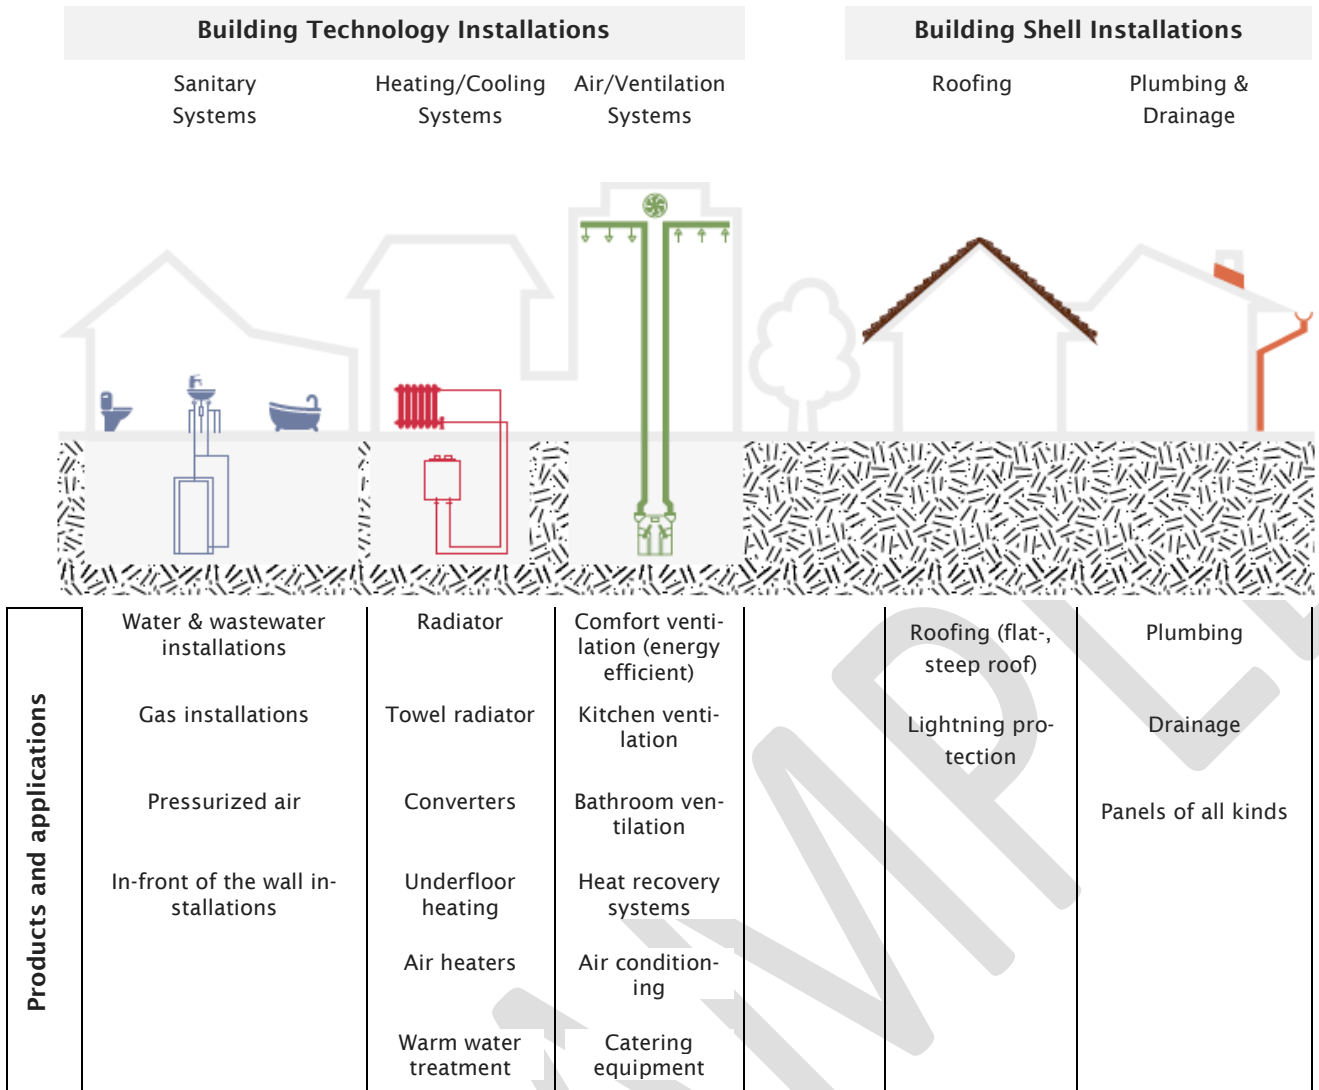 Building Technology Installations
Building Shell Installations
Sanitary
Systems
Heating/Cooling
Systems
Air/Ventilation
Systems
Roofing
Plumbing &
Drainage
Products and applications
Water & wastewater
installations
Gas installations
Pressurized air
In-front of the wall in-
stallations
Radiator
Towel radiator
Converters
Underfloor
heating
Air heaters
Warm water
treatment
Comfort venti-
lation (energy
efficient)
Kitchen venti-
lation
Bathroom ven-
tilation
Heat recovery
systems
Air condition-
ing
Catering
equipment
Roofing (flat-,
steep roof)
Lightning pro-
tection
Plumbing
Drainage
Panels of all kinds